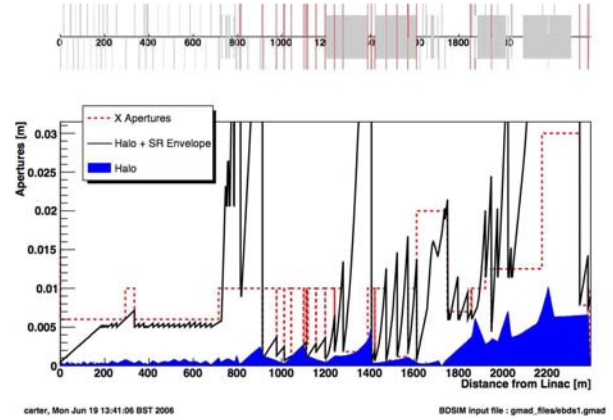 0 200 400 600 800 1000 1600 1800
X Apertures
Halo + SR Envelope
Halo
Apertures [m]
0.03
0.025
0.02
0.015
0.01
0.005
0
0 200 400 600 800 1000 1200 1400 1600 1800 2000 2200
Distance from Linac [m]
carter, Mon Jun 19 13:41:06 BST 2006
BDSIM input file : gmad_files/ebds1.gmad